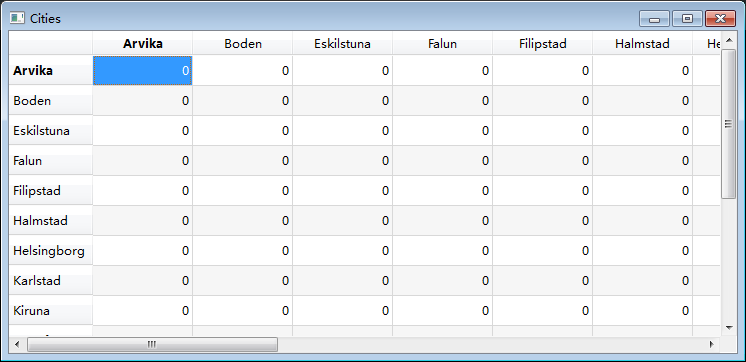 Cities
Arvika Boden Eskilstuna Falun Filipstad Halmstad He
Arvika 0 0 0 0 0 0
Boden 0 0 0 0 0 0
Eskilstuna 0 0 0 0 0 0
Falun 0 0 0 0 0 0
Filipstad 0 0 0 0 0 0
Halmstad 0 0 0 0 0 0
Helsingborg 0 0 0 0 0 0
Karlstad 0 0 0 0 0 0
Kiruna 0 0 0 0 0 0